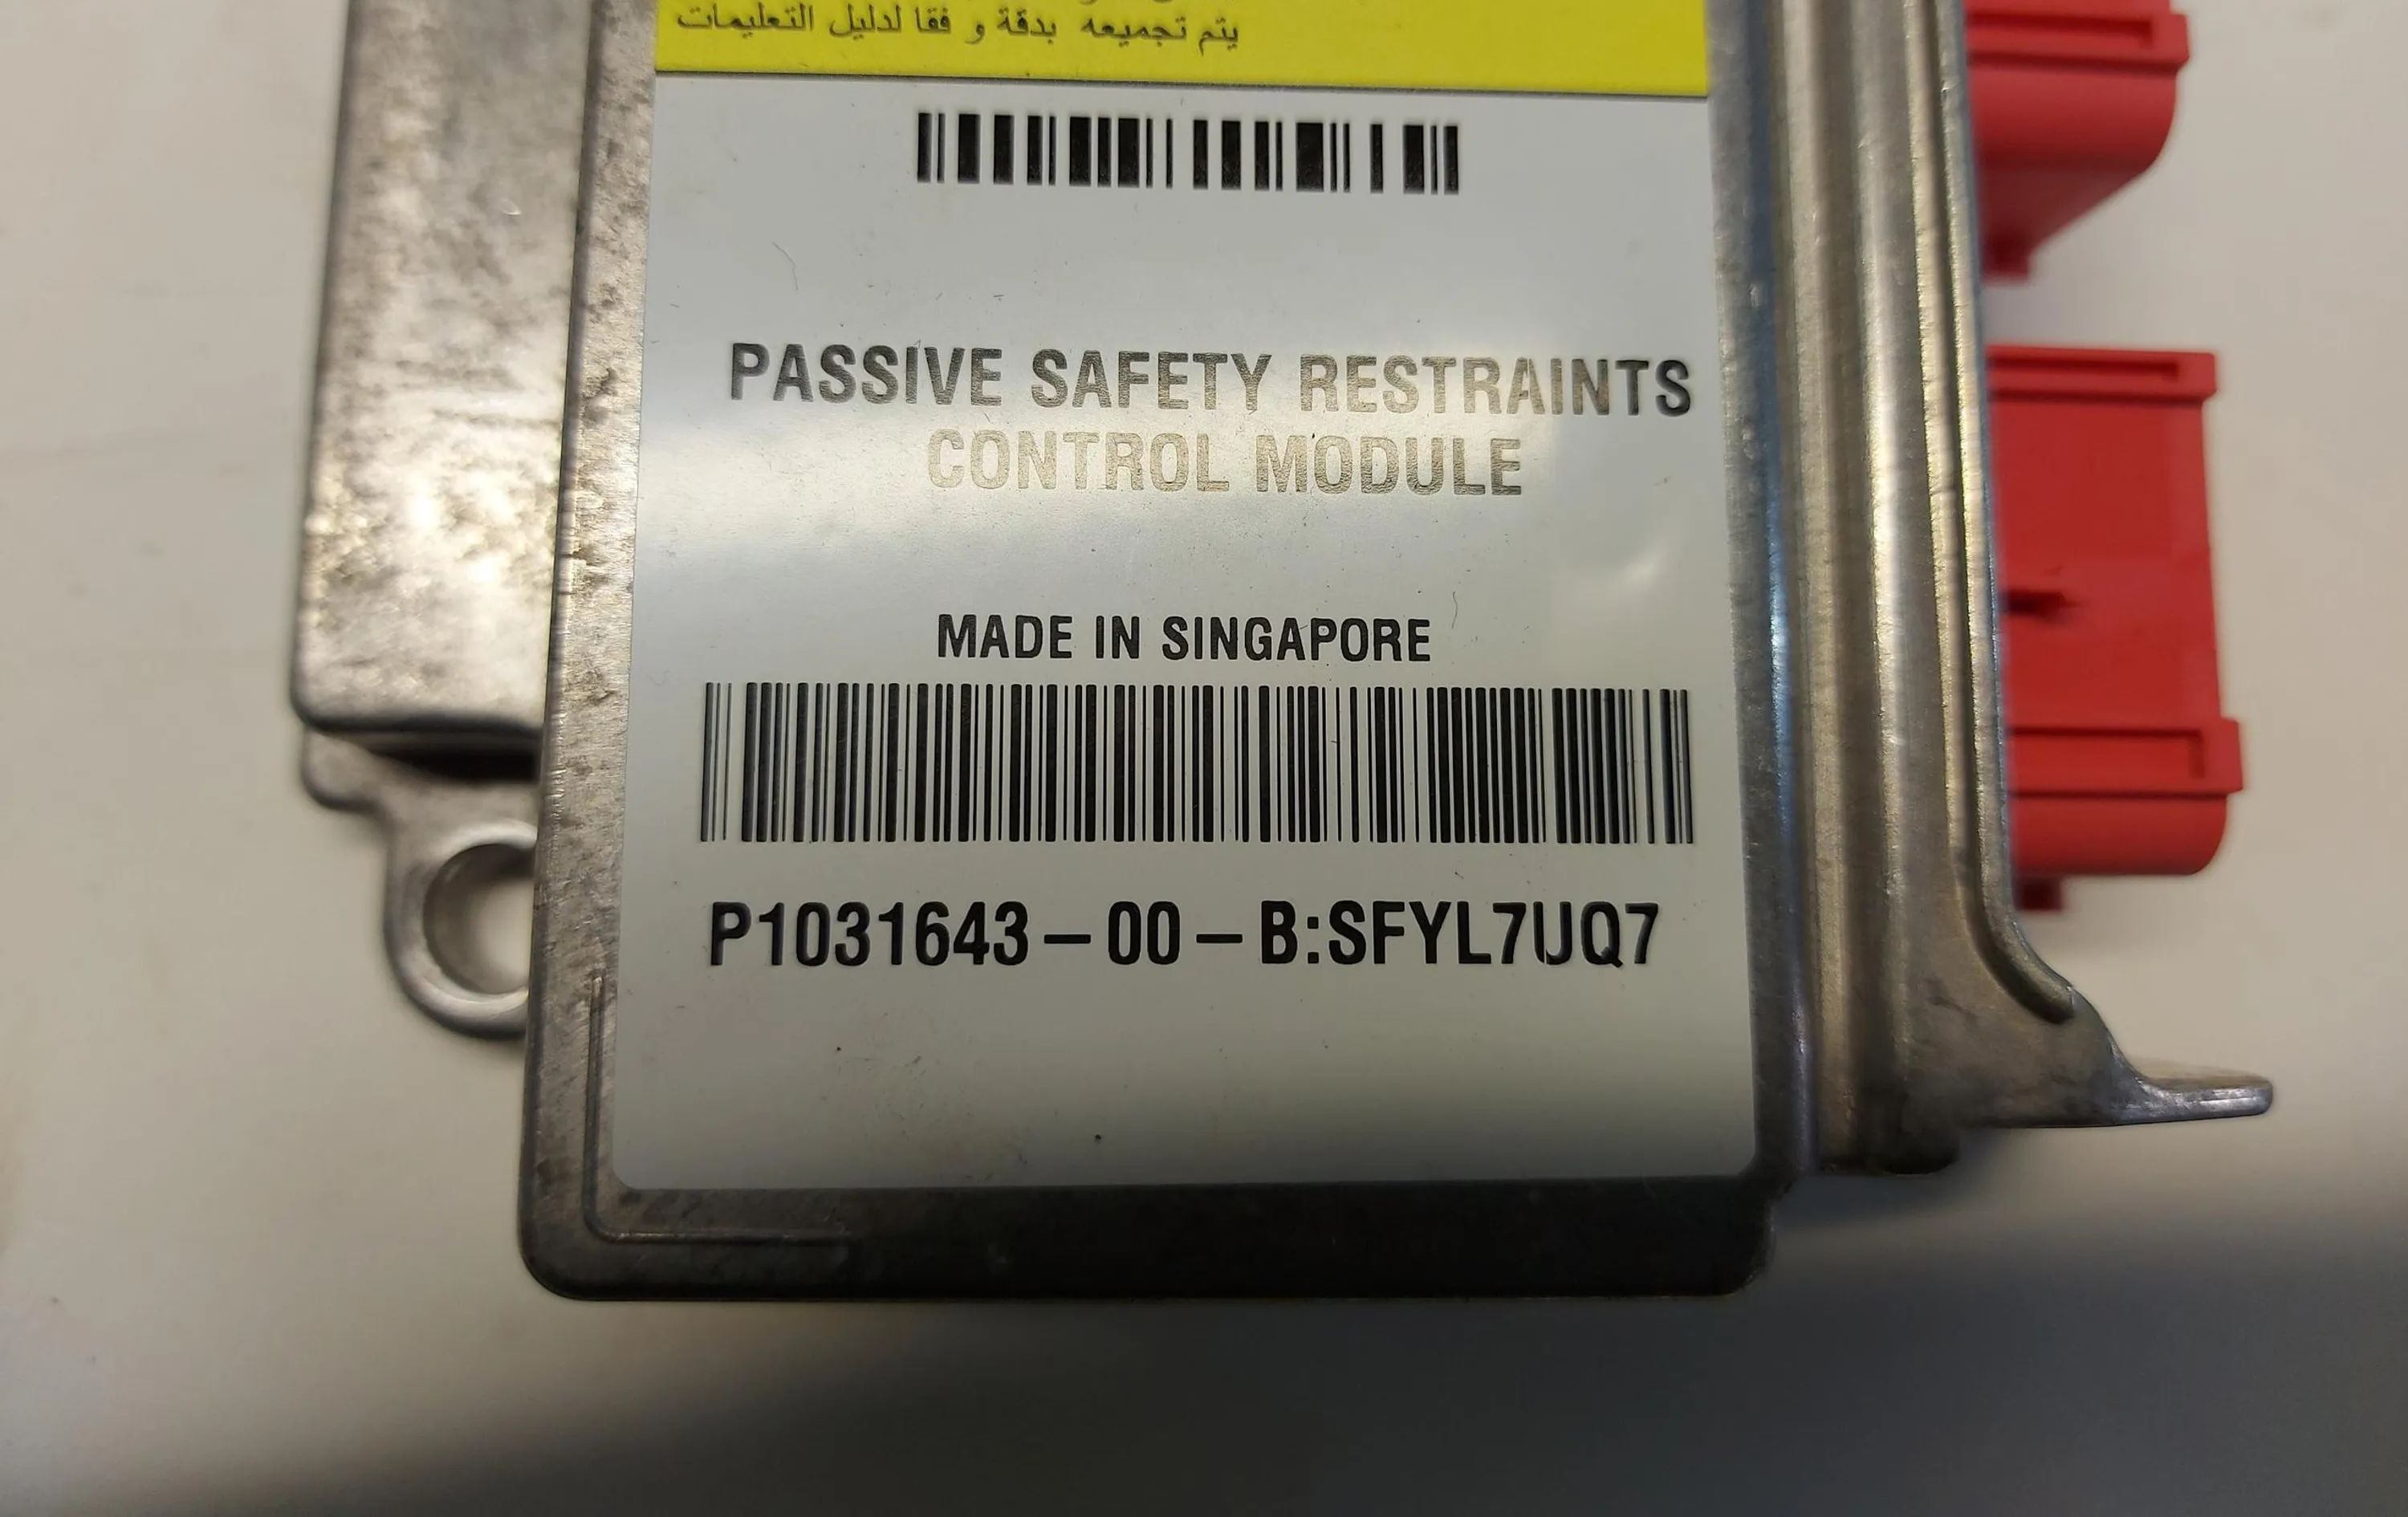 يتم تجميعه بدقة و فقا لدليل التعليمات
PASSIVE SAFETY RESTRAINTS
CONTROL MODULE
MADE IN SINGAPORE
P1031643-00-B:SFYL7UQ7